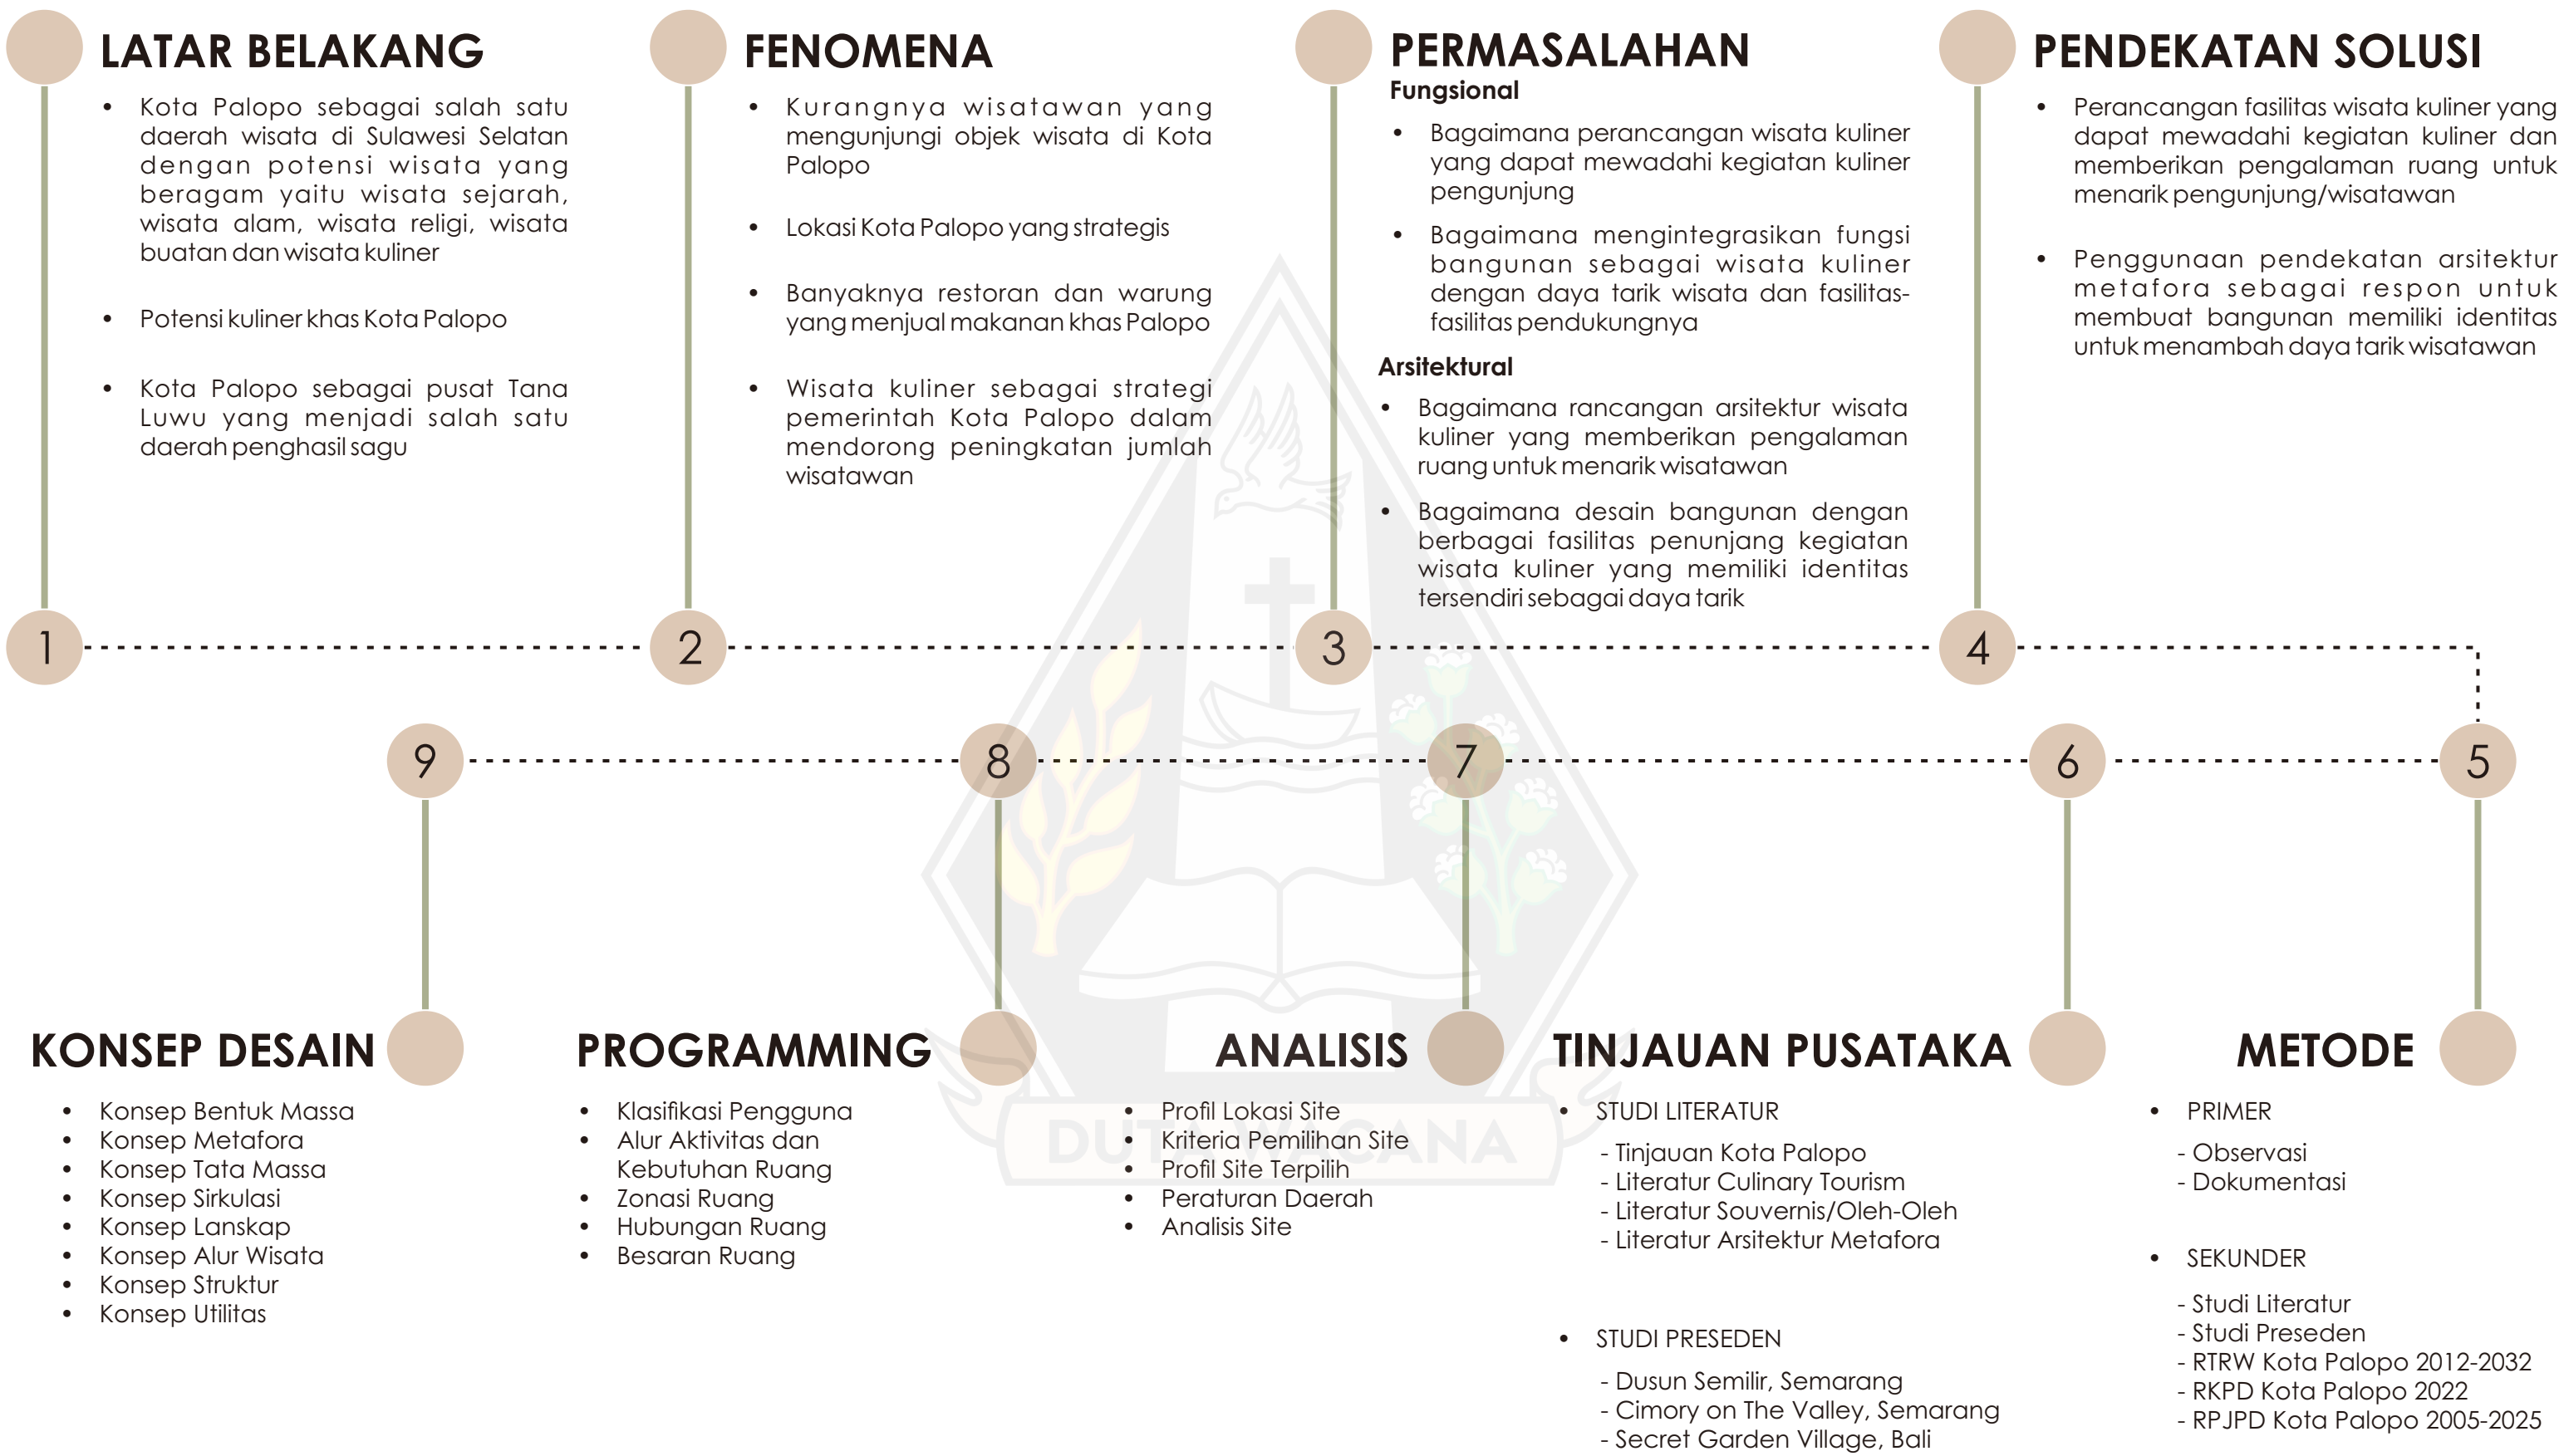 LATAR BELAKANG
• Kota Palopo sebagai salah satu
daerah wisata di Sulawesi Selatan
dengan potensi wisata yang
beragam yaitu wisata sejarah,
wisata alam, wisata religi, wisata
buatan dan wisata kuliner
• Potensi kuliner khas Kota Palopo
• Kota Palopo sebagai pusat Tana
Luwu yang menjadi salah satu
daerah penghasil sagu
1
FENOMENA
• Kurangnya wisatawan yang
mengunjungi objek wisata di Kota
Palopo
• Lokasi Kota Palopo yang strategis
• Banyaknya restoran dan warung
yang menjual makanan khas Palopo
• Wisata kuliner sebagai strategi
pemerintah Kota Palopo dalam
mendorong peningkatan jumlah
wisatawan
2
PERMASALAHAN
Fungsional
• Bagaimana perancangan wisata kuliner
yang dapat mewadahi kegiatan kuliner
pengunjung
• Bagaimana mengintegrasikan fungsi
bangunan sebagai wisata kuliner
dengan daya tarik wisata dan fasilitas-
fasilitas pendukungnya
Arsitektural
• Bagaimana rancangan arsitektur wisata
kuliner yang memberikan pengalaman
ruang untuk menarik wisatawan
• Bagaimana desain bangunan dengan
berbagai fasilitas penunjang kegiatan
wisata kuliner yang memiliki identitas
tersendiri sebagai daya tarik
3
PENDEKATAN SOLUSI
• Perancangan fasilitas wisata kuliner yang
dapat mewadahi kegiatan kuliner dan
memberikan pengalaman ruang untuk
menarik pengunjung/wisatawan
• Penggunaan pendekatan arsitektur
metafora sebagai respon untuk
membuat bangunan memiliki identitas
untuk menambah daya tarik wisatawan
4
5
METODE
• PRIMER
- Observasi
- Dokumentasi
• SEKUNDER
- Studi Literatur
- Studi Preseden
- RTRW Kota Palopo 2012-2032
- RKPD Kota Palopo 2022
- RPJPD Kota Palopo 2005-2025
6
TINJAUAN PUSATAKA
• STUDI LITERATUR
- Tinjauan Kota Palopo
- Literatur Culinary Tourism
- Literatur Souvernis/Oleh-Oleh
- Literatur Arsitektur Metafora
• STUDI PRESEDEN
- Dusun Semilir, Semarang
- Cimory on The Valley, Semarang
- Secret Garden Village, Bali
7
ANALISIS
• Profil Lokasi Site
• Kriteria Pemilihan Site
• Profil Site Terpilih
• Peraturan Daerah
• Analisis Site
8
PROGRAMMING
• Klasifikasi Pengguna
• Alur Aktivitas dan
Kebutuhan Ruang
• Zonasi Ruang
• Hubungan Ruang
• Besaran Ruang
9
KONSEP DESAIN
• Konsep Bentuk Massa
• Konsep Metafora
• Konsep Tata Massa
• Konsep Sirkulasi
• Konsep Lanskap
• Konsep Alur Wisata
• Konsep Struktur
• Konsep Utilitas
DUTA WACANA